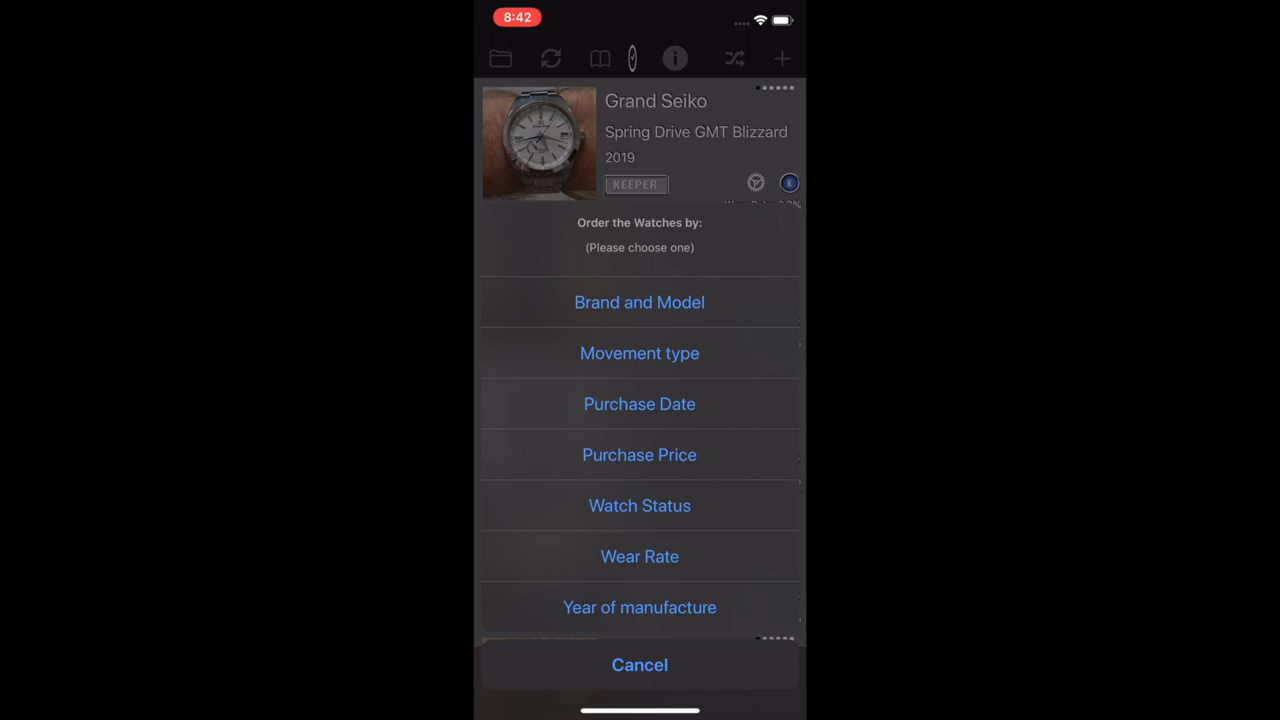 8:42
Grand Seiko
Spring Drive GMT Blizzard
2019
KEEPER
K
Order the Watches by:
(Please choose one)
Brand and Model
Movement type
Purchase Date
Purchase Price
Watch Status
Wear Rate
Year of manufacture
Cancel